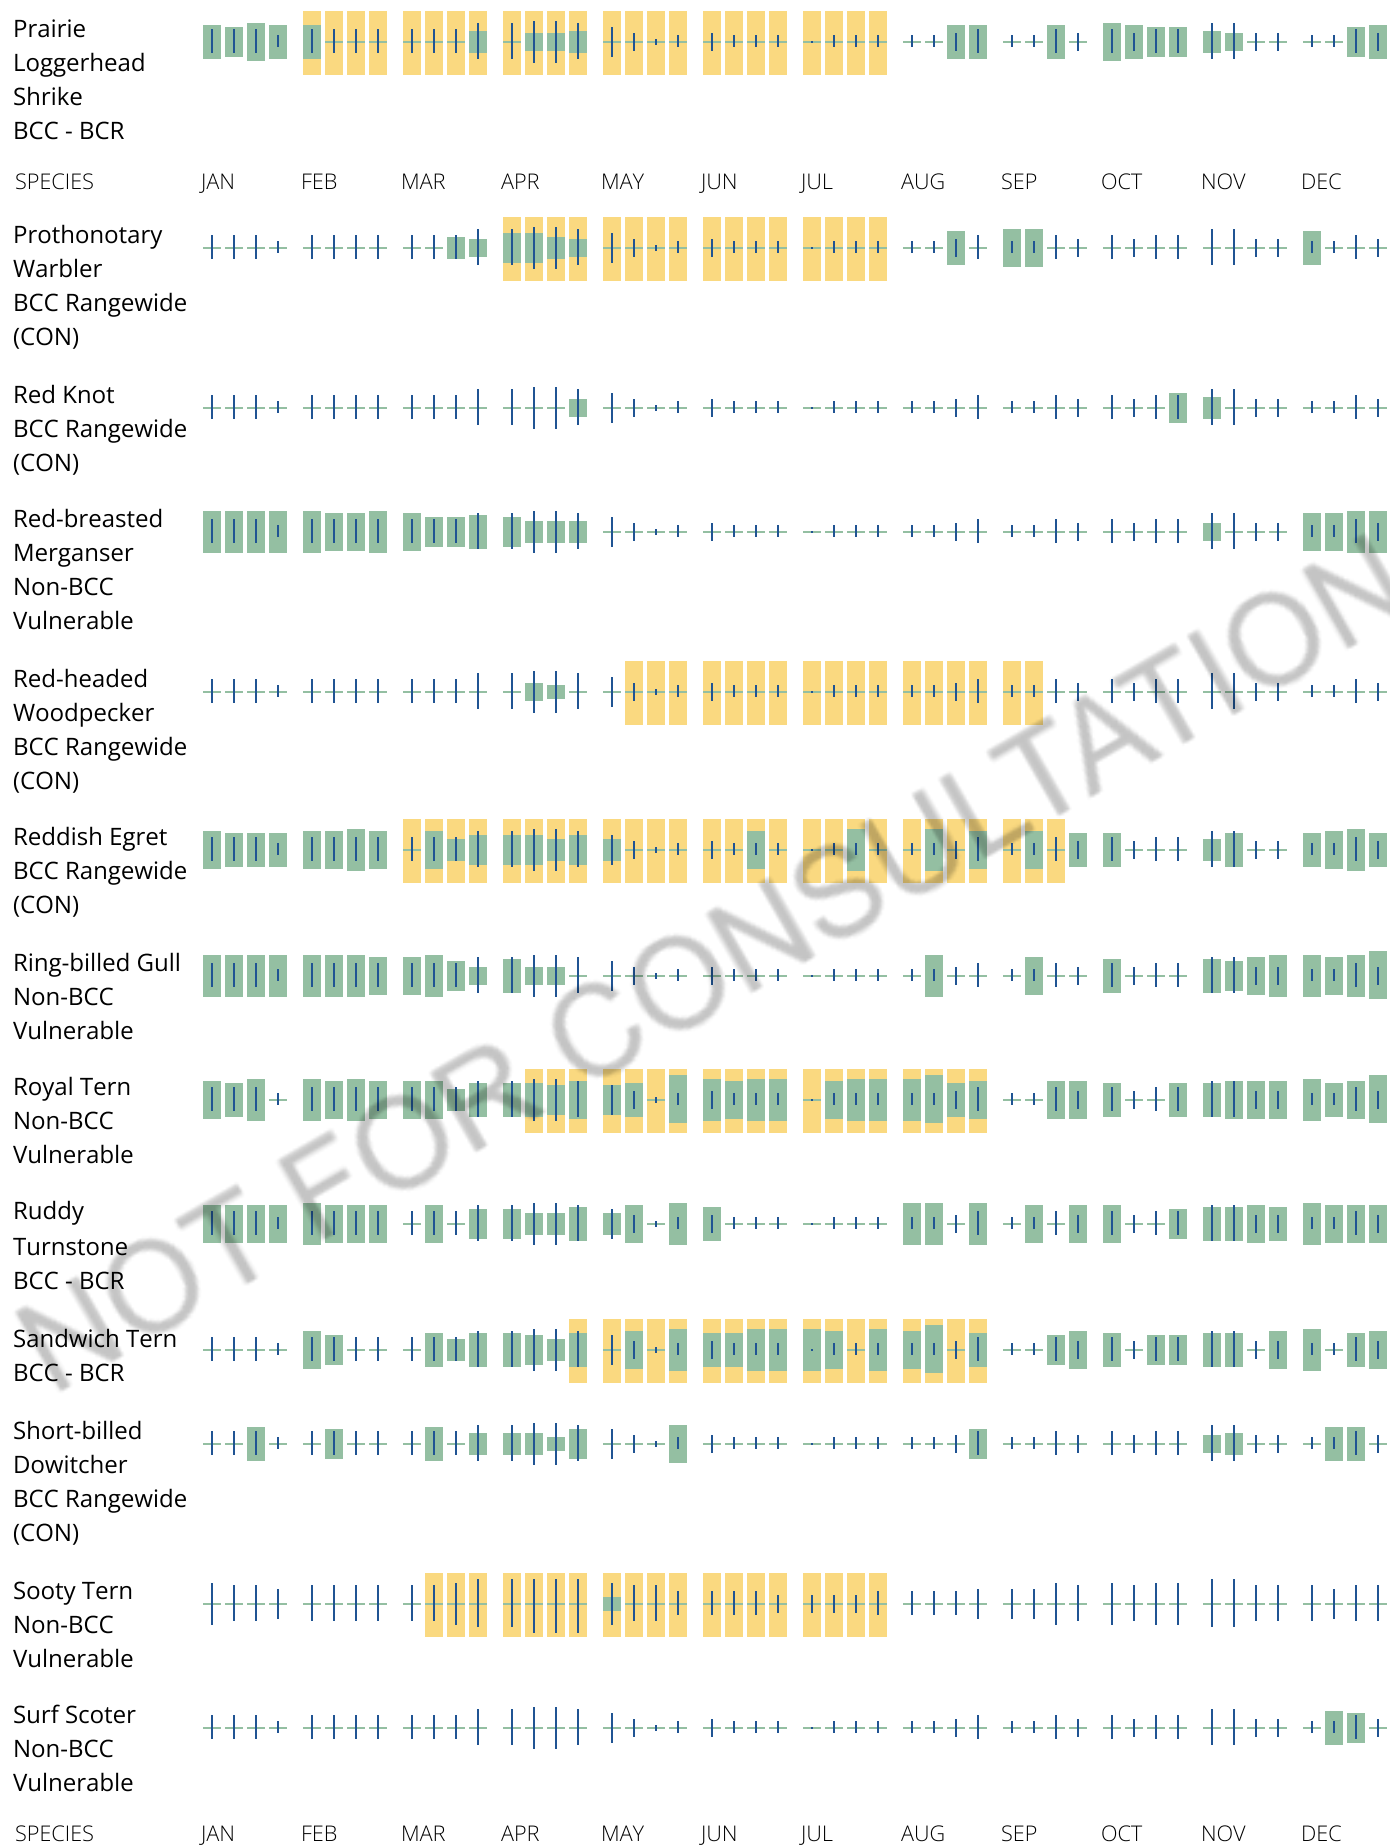 Prairie
Loggerhead
Shrike
BCC - BCR
SPECIES JAN FEB MAR APR MAY JUN JUL AUG SEP OCT NOV DEC
Prothonotary
Warbler
BCC Rangewide
(CON)
Red Knot
BCC Rangewide
(CON)
Red-breasted
Merganser
Non-BCC
Vulnerable
Red-headed
Woodpecker
BCC Rangewide
(CON)
Reddish Egret
BCC Rangewide
(CON)
Ring-billed Gull
Non-BCC
Vulnerable
Royal Tern
Non-BCC
Vulnerable
Ruddy
Turnstone
BCC - BCR
Sandwich Tern
BCC - BCR
Short-billed
Dowitcher
BCC Rangewide
(CON)
Sooty Tern
Non-BCC
Vulnerable
Surf Scoter
Non-BCC
Vulnerable
SPECIES JAN FEB MAR APR MAY JUN JUL AUG SEP OCT NOV DEC
NOT FOR CONSULTATION